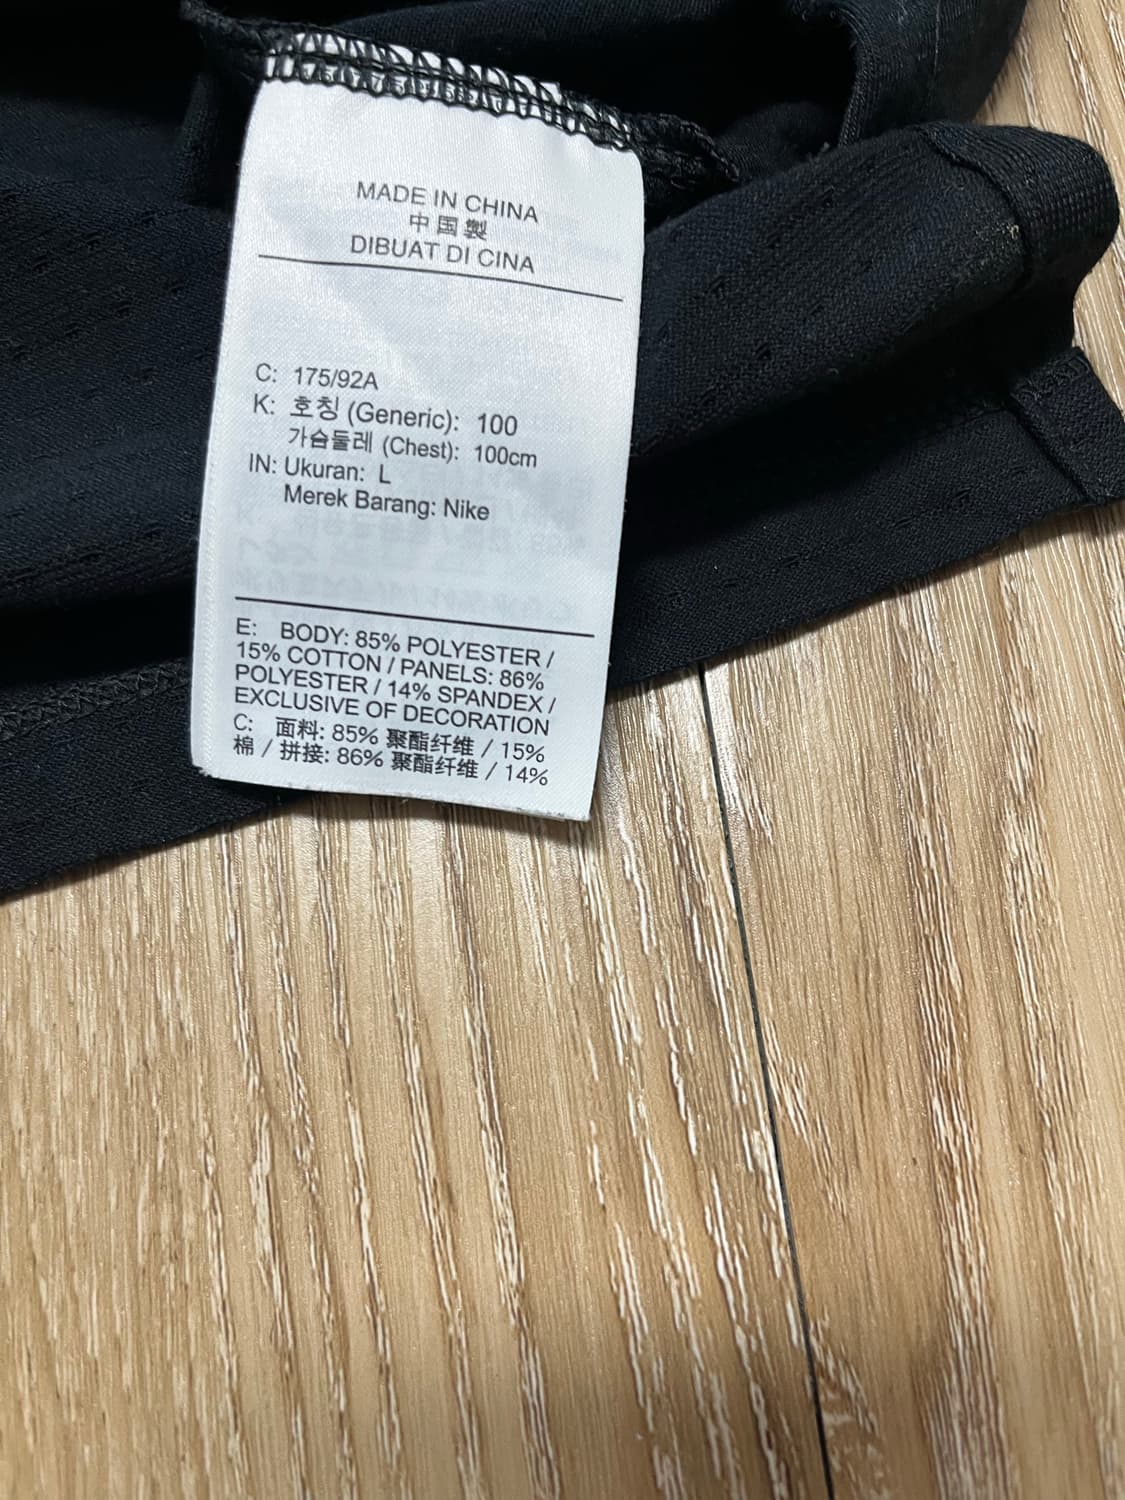 MADE IN CHINA
中国製
DIBUAT DI CINA
C: 175/92A
K: 호칭 (Generic): 100
가슴둘레 (Chest): 100cm
IN: Ukuran: L
Merek Barang: Nike
E: BODY: 85% POLYESTER /
15% COTTON / PANELS: 86%
POLYESTER / 14% SPANDEX /
EXCLUSIVE OF DECORATION
C: 面料: 85% 聚酯纤维 / 15%
棉 / 拼接: 86% 聚酯纤维 / 14%